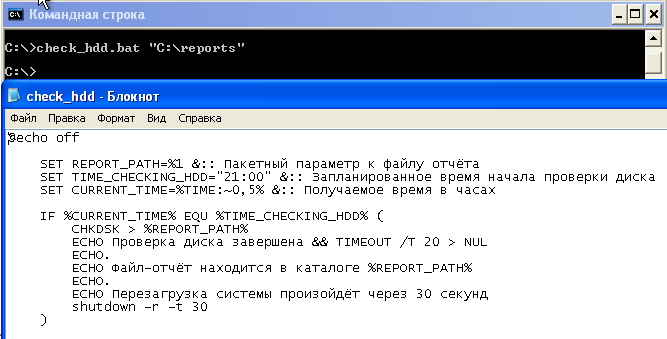 Командная строка
C:\>check_hdd.bat "C:\reports"
C:\>
check_hdd - Блокнот
Файл Правка Формат Вид Справка
@echo off
SET REPORT_PATH=%1 &:: Пакетный параметр к файлу отчёта
SET TIME_CHECKING_HDD="21:00" &:: Запланированное время начала проверки диска
SET CURRENT_TIME=%TIME:~0,5% &:: Получаемое время в часах
IF %CURRENT_TIME% EQU %TIME_CHECKING_HDD% (
CHKDSK > %REPORT_PATH%
ECHO Проверка диска завершена && TIMEOUT /T 20 > NUL
ECHO.
ECHO Файл-отчёт находится в каталоге %REPORT_PATH%
ECHO.
ECHO Перезагрузка системы произойдёт через 30 секунд
shutdown -r -t 30
)